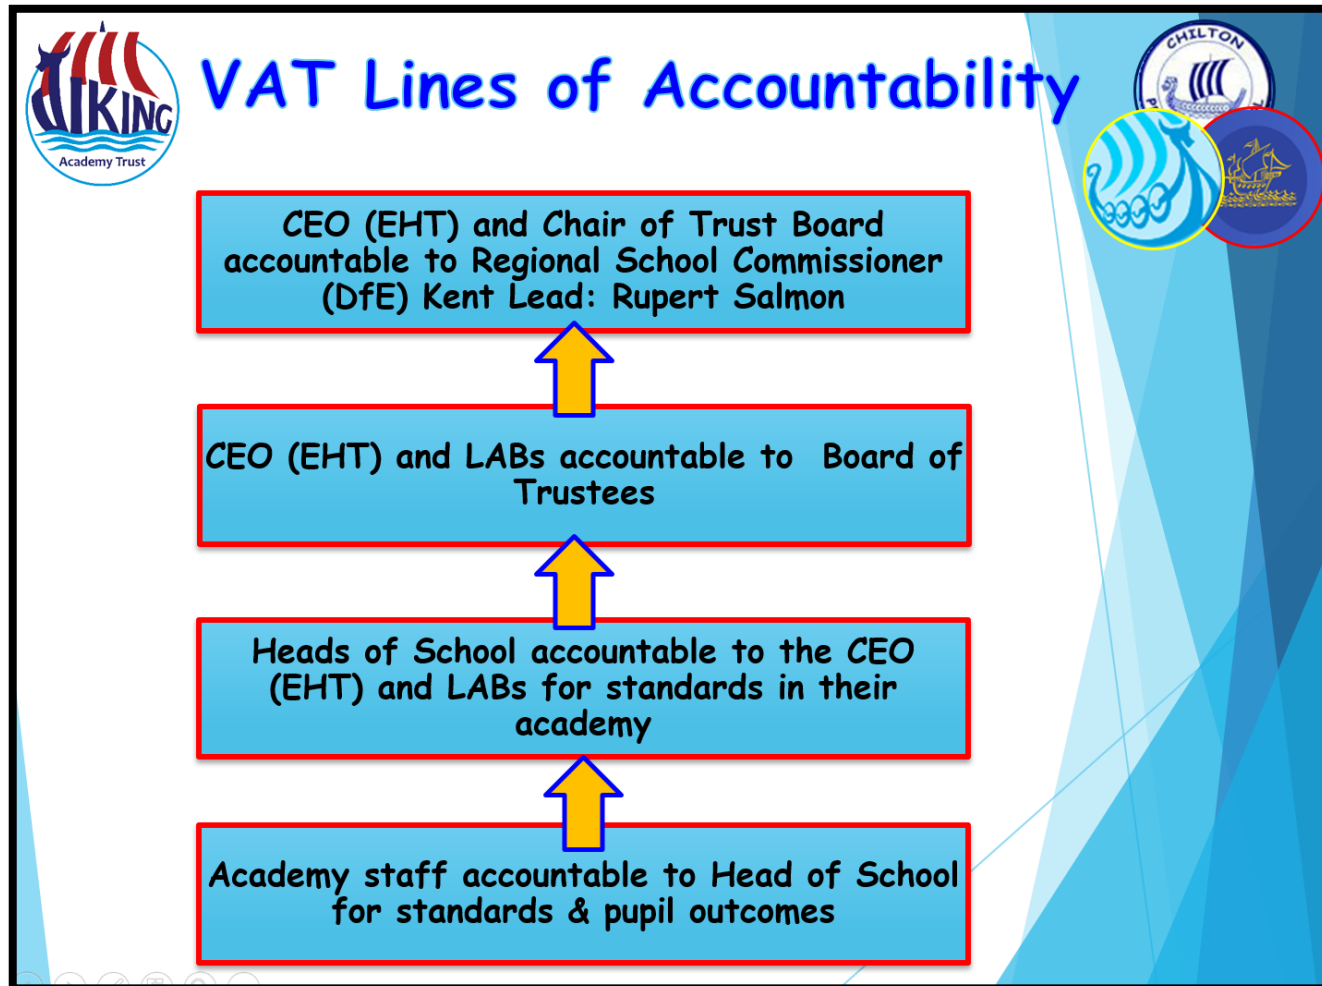 VIKING
Academy Trust
VAT Lines of Accountability
CHILTON
CEO (EHT) and Chair of Trust Board
accountable to Regional School Commissioner
(DfE) Kent Lead: Rupert Salmon
CEO (EHT) and LABs accountable to Board of
Trustees
Heads of School accountable to the CEO
(EHT) and LABs for standards in their
academy
Academy staff accountable to Head of School
for standards & pupil outcomes